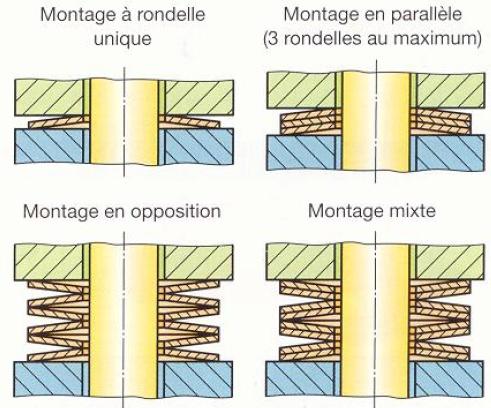 Montage à rondelle
unique
Montage en parallèle
(3 rondelles au maximum)
Montage en opposition
Montage mixte